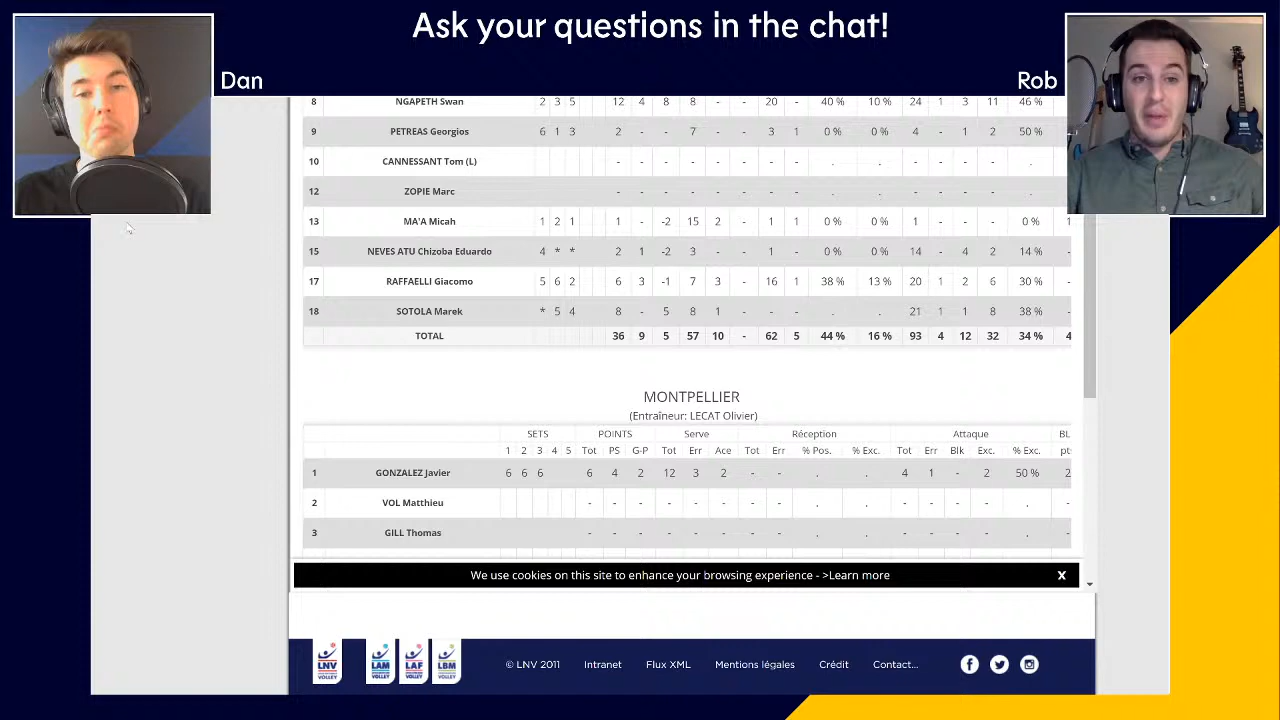 Ask your questions in the chat!
Dan
Rob
8 NGAPETH Swan 2 3 5 12 4 8 8 - - 20 - 40 % 10 % 24 1 3 11 46 %
9 PETREAS Georgios 6 1 3 2 - - 7 - - 3 1 0 % 0 % 4 - 1 2 50 %
10 CANNESSANT Tom (L) - - - - - - - - . . - - - - .
12 ZOPIE Marc - - - - - - - - . . - - - - .
13 MA'A Micah 1 2 1 1 - -2 15 2 - 1 1 0 % 0 % 1 - - - 0 % 1
15 NEVES ATU Chizoba Eduardo 4 * * 2 1 -2 3 - - 1 - 0 % 0 % 14 - 4 2 14 % -
17 RAFFAELLI Giacomo 5 6 2 6 3 -1 7 3 - 16 1 38 % 13 % 20 1 2 6 30 % -
18 SOTOLA Marek * 5 4 8 - 5 8 1 - - - . . 21 1 1 8 38 % -
TOTAL 36 9 5 57 10 - 62 5 44 % 16 % 93 4 12 32 34 % 4
MONTPELLIER
(Entraîneur: LECAT Olivier)
SETS POINTS Serve Réception Attaque BL
1 2 3 4 5 Tot PS G-P Tot Err Ace Tot Err % Pos. % Exc. Tot Err Blk Exc. % Exc. pts
1 GONZALEZ Javier 6 6 6 6 4 2 12 3 2 - - . . 4 1 - 2 50 % 2
2 VOL Matthieu - - - - - - - - . . - - - - . -
3 GILL Thomas - - - - - - - - . . - - - - . -
We use cookies on this site to enhance your browsing experience - >Learn more X
LNV LAM LAF LBM © LNV 2011 Intranet Flux XML Mentions légales Crédit Contact...